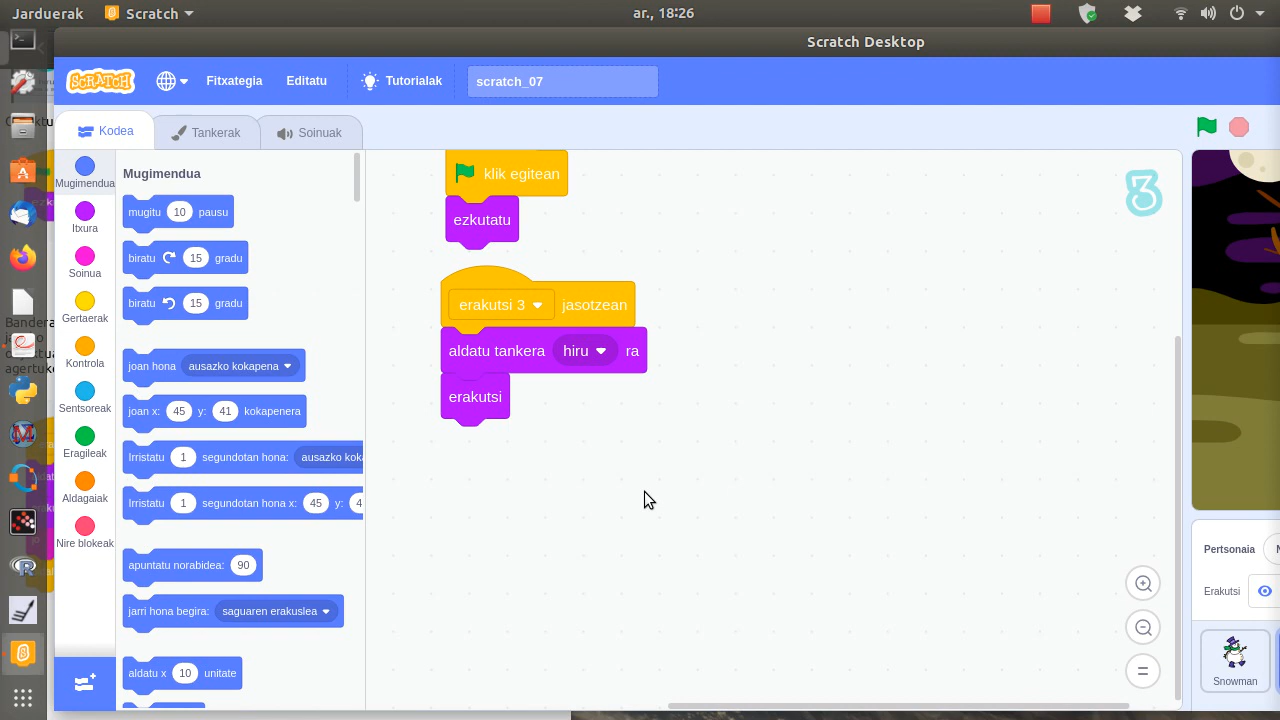 Jarduerak
Scratch
ar., 18:26
Scratch Desktop
SCRATCH
Fitxategia
Editatu
Tutorialak
scratch_07
Kodea
Tankerak
Soinuak
Mugimendua
Itxura
Soinua
Gertaerak
Kontrola
Sentsoreak
Eragileak
Aldagaiak
Nire blokeak
Mugimendua
mugitu 10 pausu
biratu 15 gradu
biratu 15 gradu
joan hona ausazko kokapena
joan x: 45 y: 41 kokapenera
Irristatu 1 segundotan hona: ausazko kok
Irristatu 1 segundotan hona x: 45 y: 4
apuntatu norabidea: 90
jarri hona begira: saguaren erakuslea
aldatu x 10 unitate
klik egitean
ezkutatu
erakutsi 3 jasotzean
aldatu tankera hiru ra
erakutsi
3
Pertsonaia
Erakutsi
Snowman